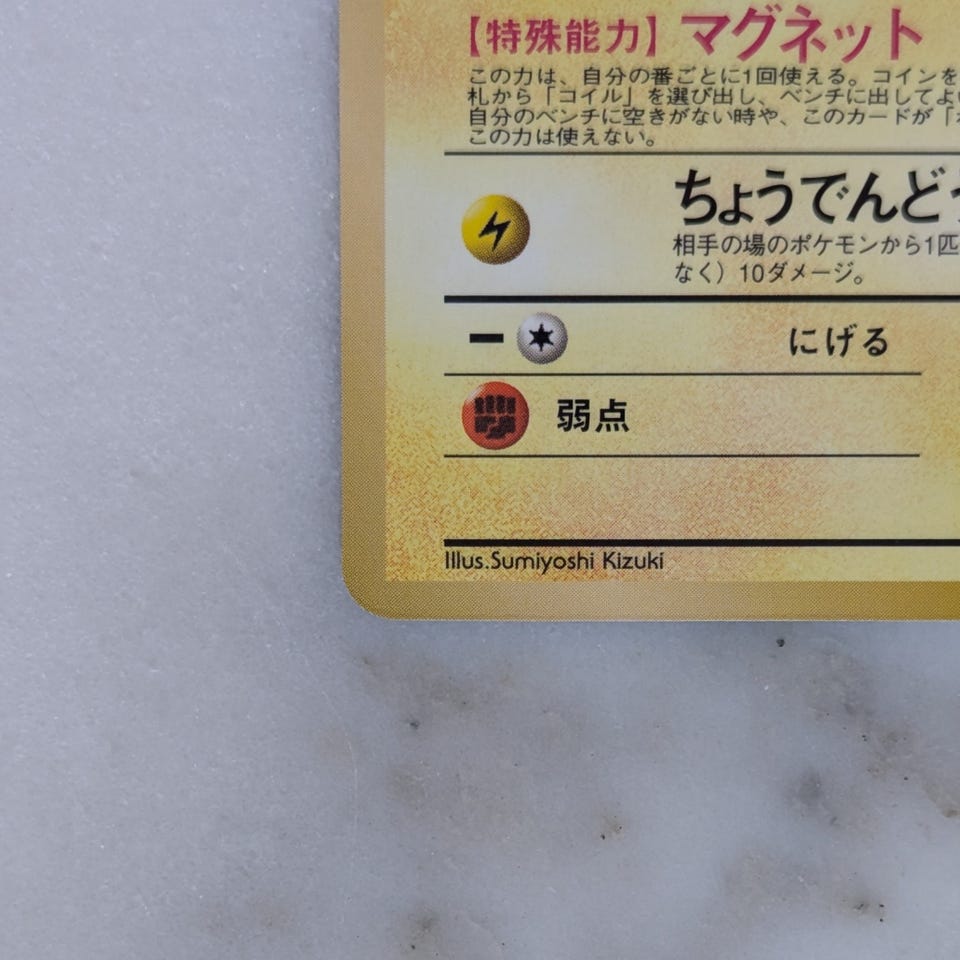 【特殊能力】マグネット
この力は、自分の番ごとに1回使える。コインを
札から「コイル」を選び出し、ベンチに出してよい
自分のベンチに空きがない時や、このカードが「
この力は使えない。
ちょうでんどう
相手の場のポケモンから1匹
なく）10ダメージ。
にげる
弱点
Illus.Sumiyoshi Kizuki